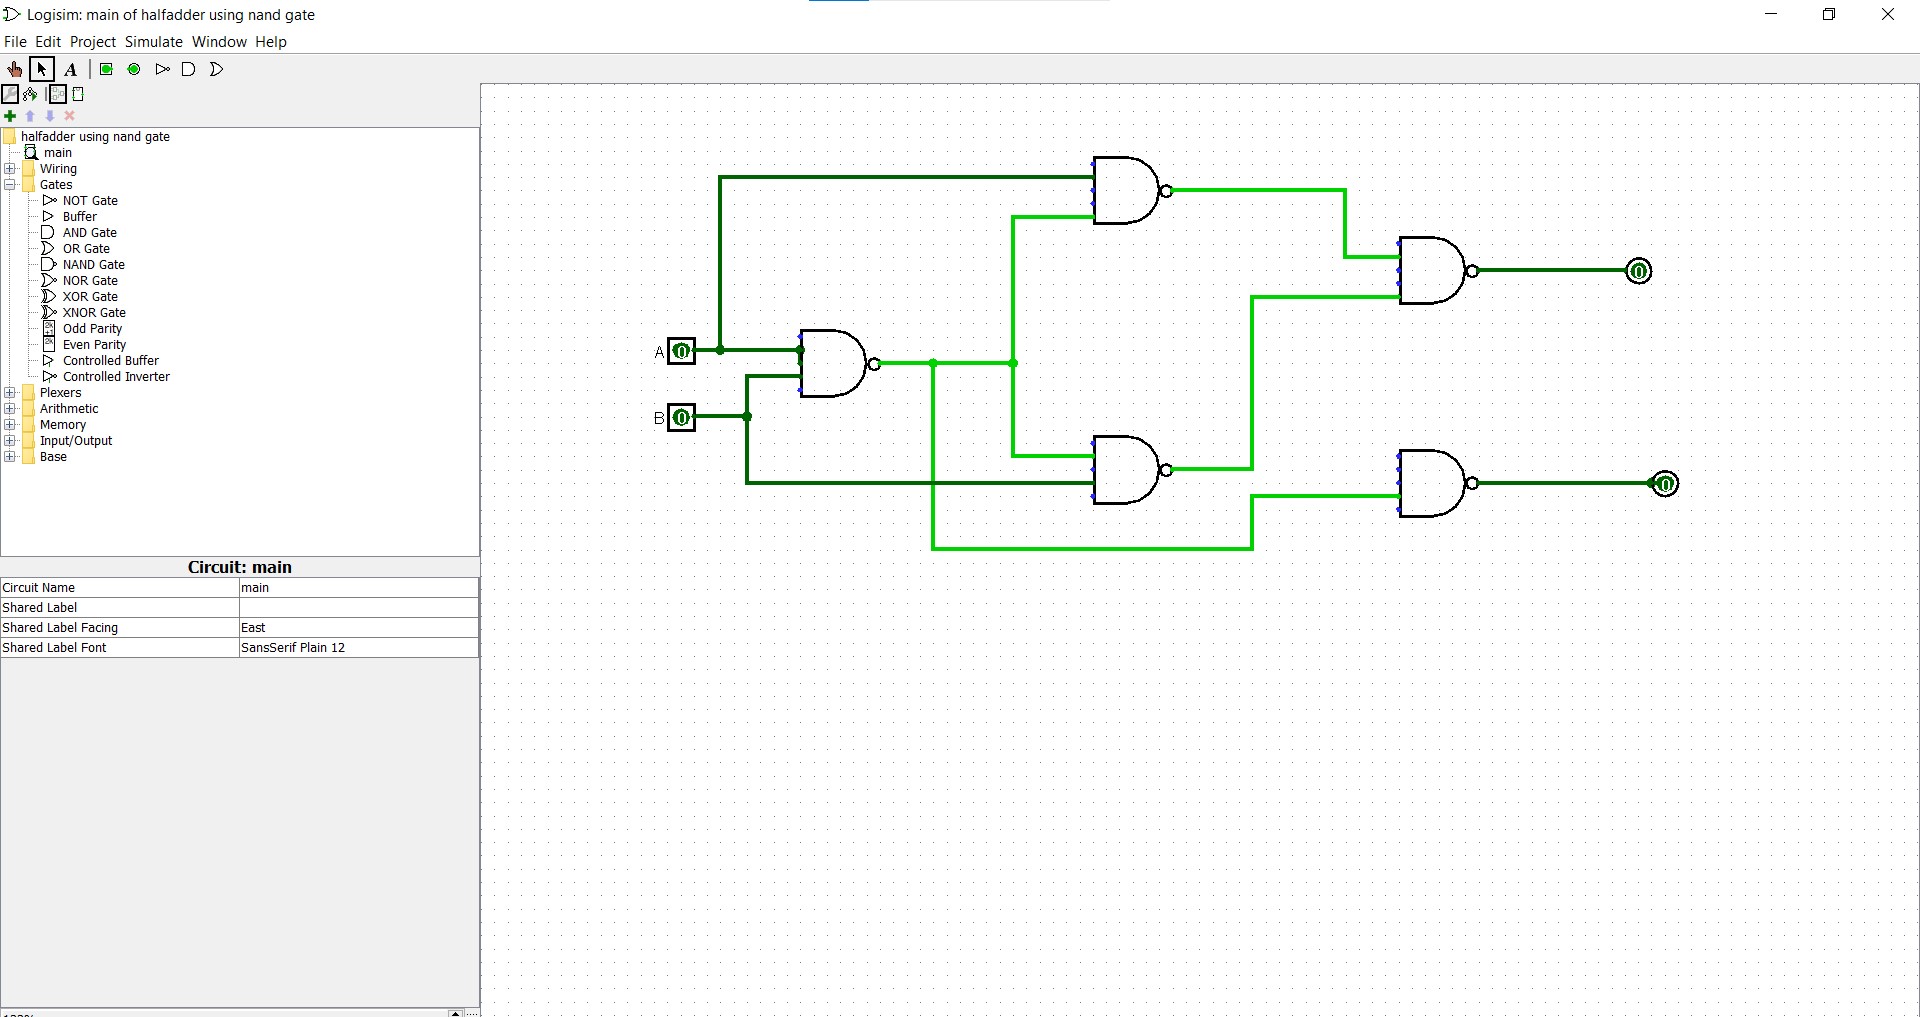 Logisim: main of halfadder using nand gate
File Edit Project Simulate Window Help
A
halfadder using nand gate
main
Wiring
Gates
NOT Gate
Buffer
AND Gate
OR Gate
NAND Gate
NOR Gate
XOR Gate
XNOR Gate
Odd Parity
Even Parity
Controlled Buffer
Controlled Inverter
Plexers
Arithmetic
Memory
Input/Output
Base
Circuit: main
Circuit Name main
Shared Label
Shared Label Facing East
Shared Label Font SansSerif Plain 12
A 0
B 0
0
0